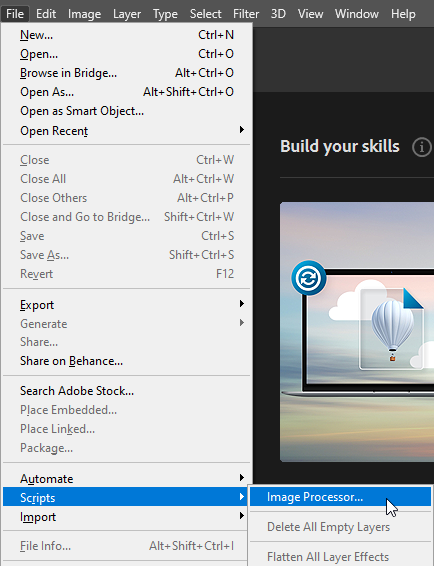 File Edit Image Layer Type Select Filter 3D View Window Help
New... Ctrl+N
Open... Ctrl+O
Browse in Bridge... Alt+Ctrl+O
Open As... Alt+Shift+Ctrl+O
Open as Smart Object...
Open Recent
Build your skills
Close Ctrl+W
Close All Alt+Ctrl+W
Close Others Alt+Ctrl+P
Close and Go to Bridge... Shift+Ctrl+W
Save Ctrl+S
Save As... Shift+Ctrl+S
Revert F12
Export
Generate
Share...
Share on Behance...
Search Adobe Stock...
Place Embedded...
Place Linked...
Package...
Automate
Scripts
Image Processor...
Import
Delete All Empty Layers
File Info... Alt+Shift+Ctrl+I
Flatten All Layer Effects